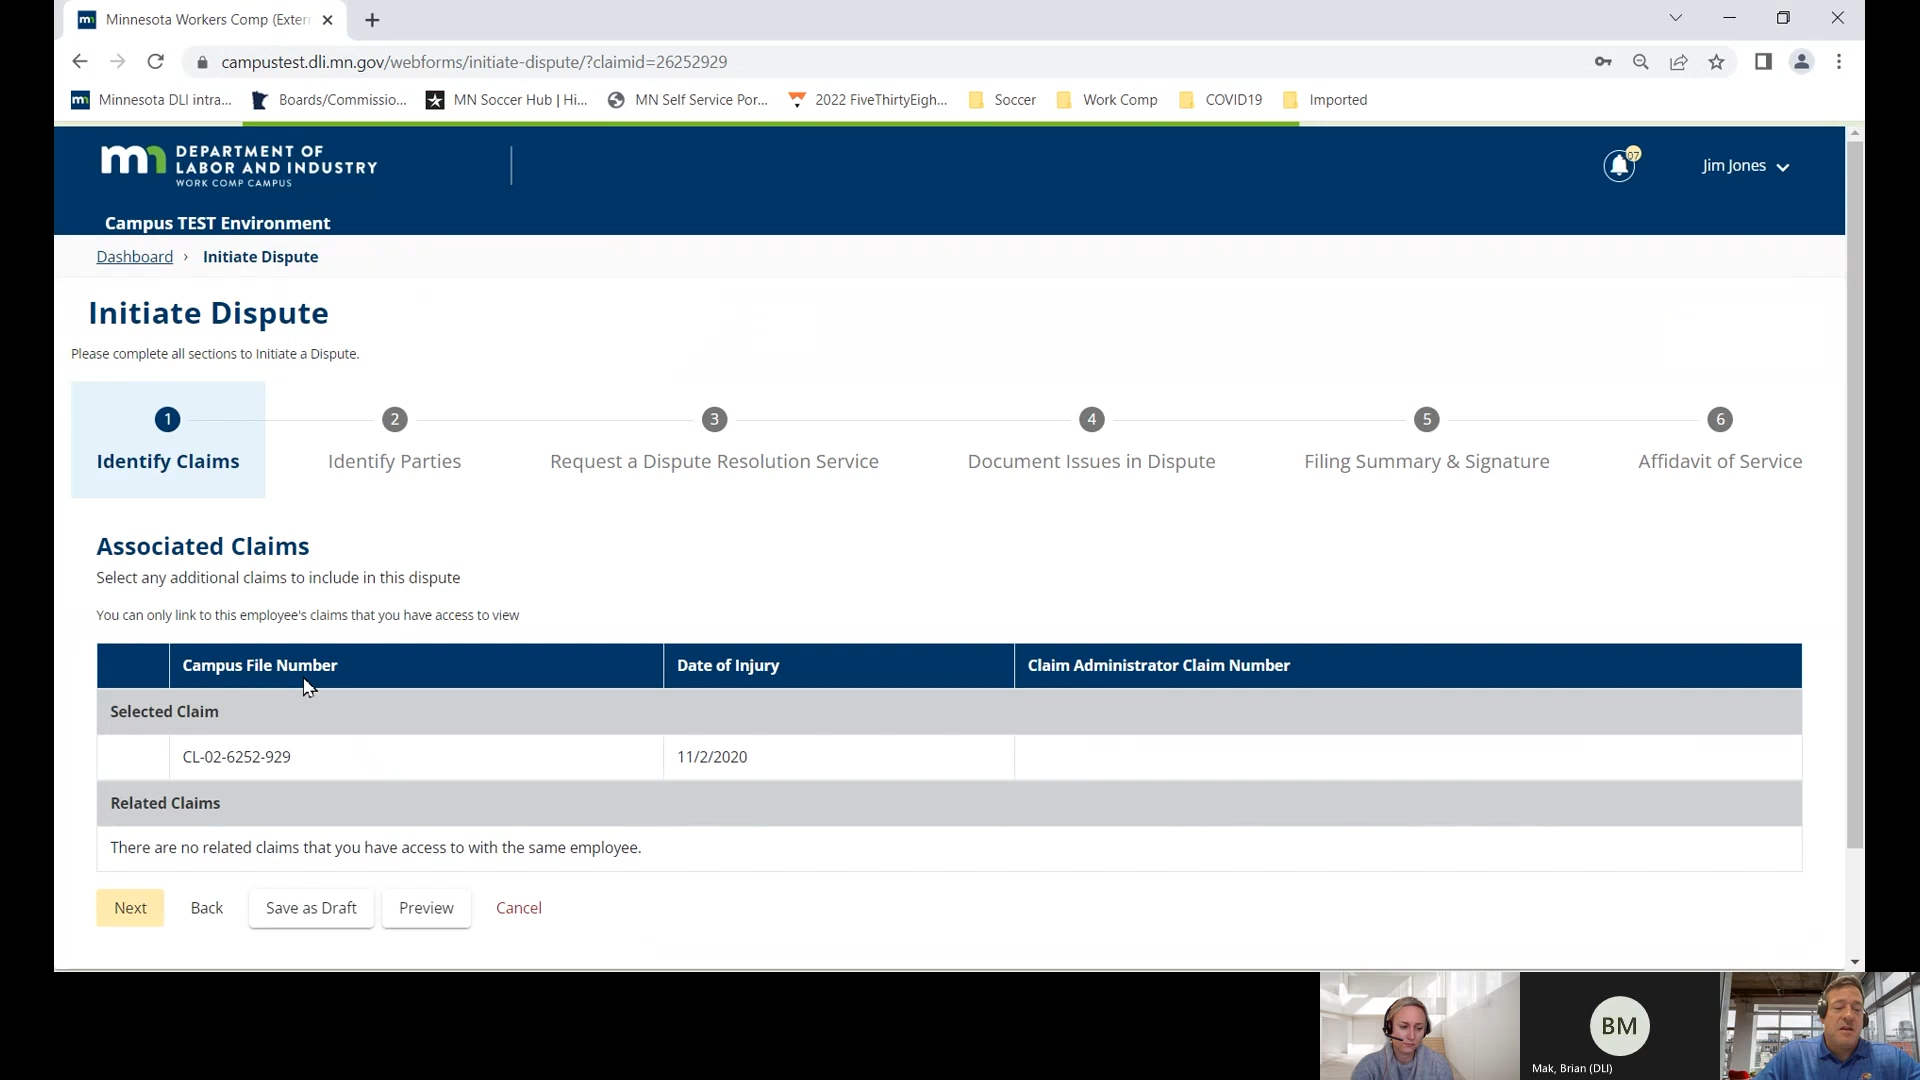 Minnesota Workers Comp (Exter
campustest.dli.mn.gov/webforms/initiate-dispute/?claimid=26252929
mn Minnesota DLI intra...
Boards/Commissio...
MN Soccer Hub | Hi...
MN Self Service Por...
2022 FiveThirtyEigh...
Soccer
Work Comp
COVID19
Imported
mn DEPARTMENT OF
LABOR AND INDUSTRY
WORK COMP CAMPUS
07
Jim Jones
Campus TEST Environment
Dashboard › Initiate Dispute
Initiate Dispute
Please complete all sections to Initiate a Dispute.
1 2 3 4 5 6
Identify Claims Identify Parties Request a Dispute Resolution Service Document Issues in Dispute Filing Summary & Signature Affidavit of Service
Associated Claims
Select any additional claims to include in this dispute
You can only link to this employee's claims that you have access to view
Campus File Number Date of Injury Claim Administrator Claim Number
Selected Claim
CL-02-6252-929 11/2/2020
Related Claims
There are no related claims that you have access to with the same employee.
Next Back Save as Draft Preview Cancel
BM
Mak, Brian (DLI)